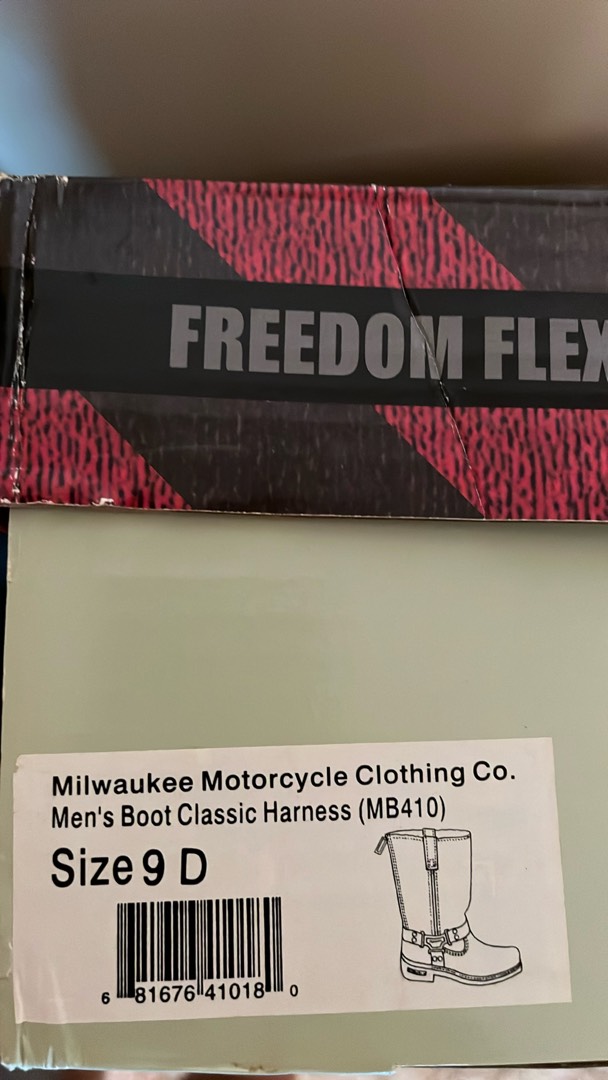 FREEDOM FLEX
Milwaukee Motorcycle Clothing Co.
Men's Boot Classic Harness (MB410)
Size 9 D
6 81676 41018 0